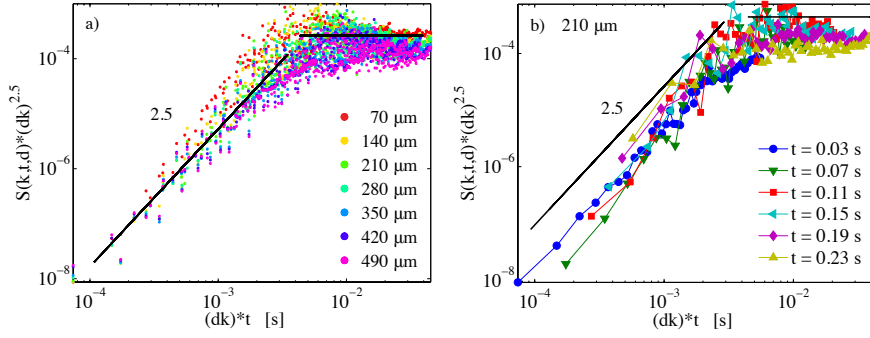 a)
S(k,t,d)*(dk)^2.5
10^-4
10^-6
10^-8
2.5
70 µm
140 µm
210 µm
280 µm
350 µm
420 µm
490 µm
10^-4
10^-3
10^-2
(dk)*t [s]
b)
210 µm
S(k,t,d)*(dk)^2.5
10^-4
10^-6
10^-8
2.5
t = 0.03 s
t = 0.07 s
t = 0.11 s
t = 0.15 s
t = 0.19 s
t = 0.23 s
10^-4
10^-3
10^-2
(dk)*t [s]